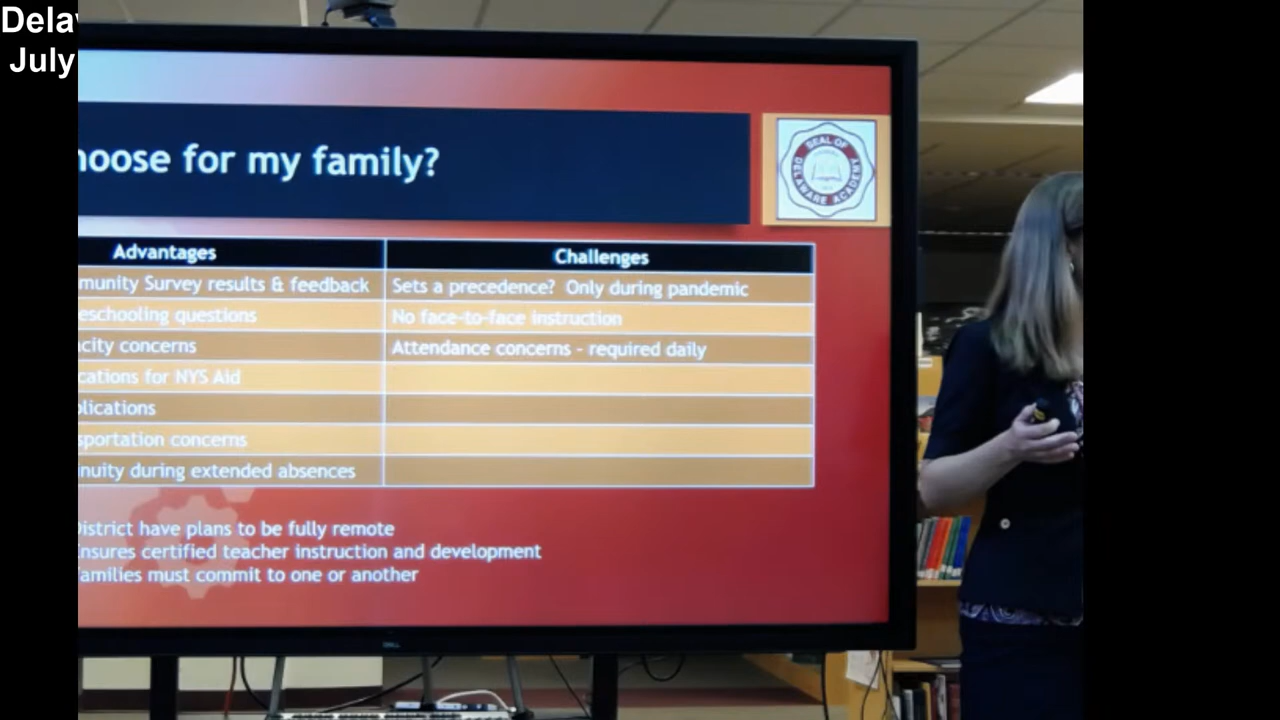 July
hoose for my family?
SEAL OF
DELAWARE ACADEMY
Advantages Challenges
munity Survey results & feedback Sets a precedence? Only during pandemic
eschooling questions No face-to-face instruction
acity concerns Attendance concerns - required daily
cations for NYS Aid
plications
sportation concerns
nuity during extended absences
District have plans to be fully remote
Ensures certified teacher instruction and development
Families must commit to one or another
DELL